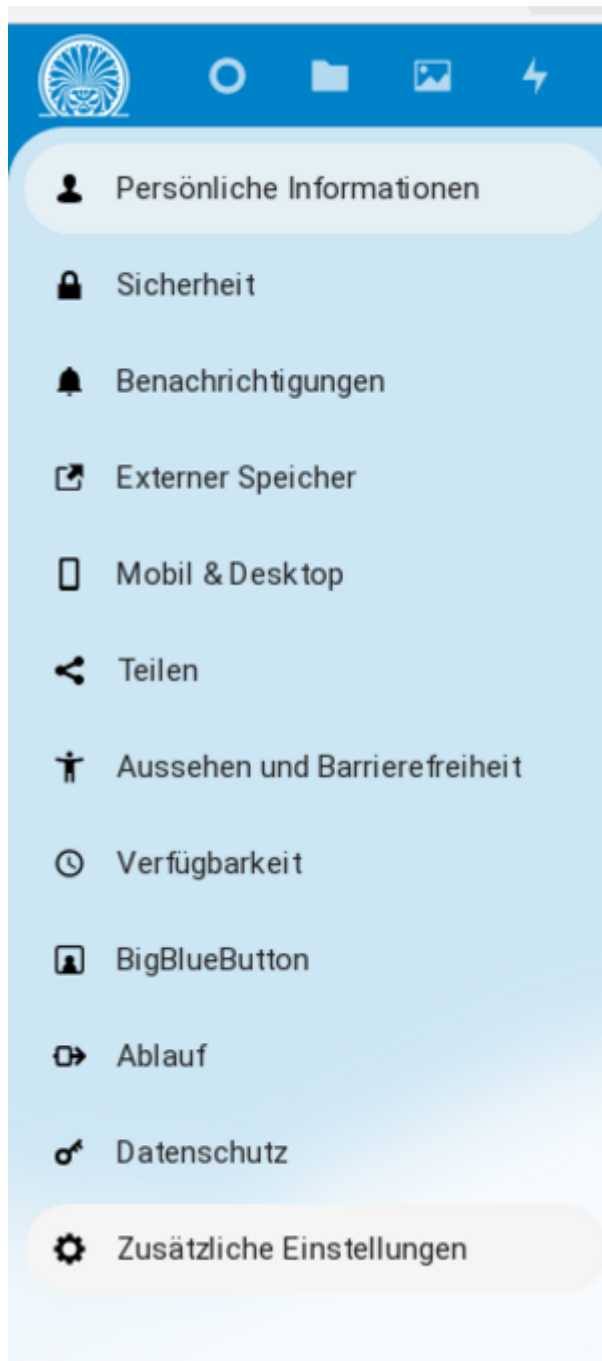 Persönliche Informationen
Sicherheit
Benachrichtigungen
Externer Speicher
Mobil & Desktop
Teilen
Aussehen und Barrierefreiheit
Verfügbarkeit
BigBlueButton
Ablauf
Datenschutz
Zusätzliche Einstellungen